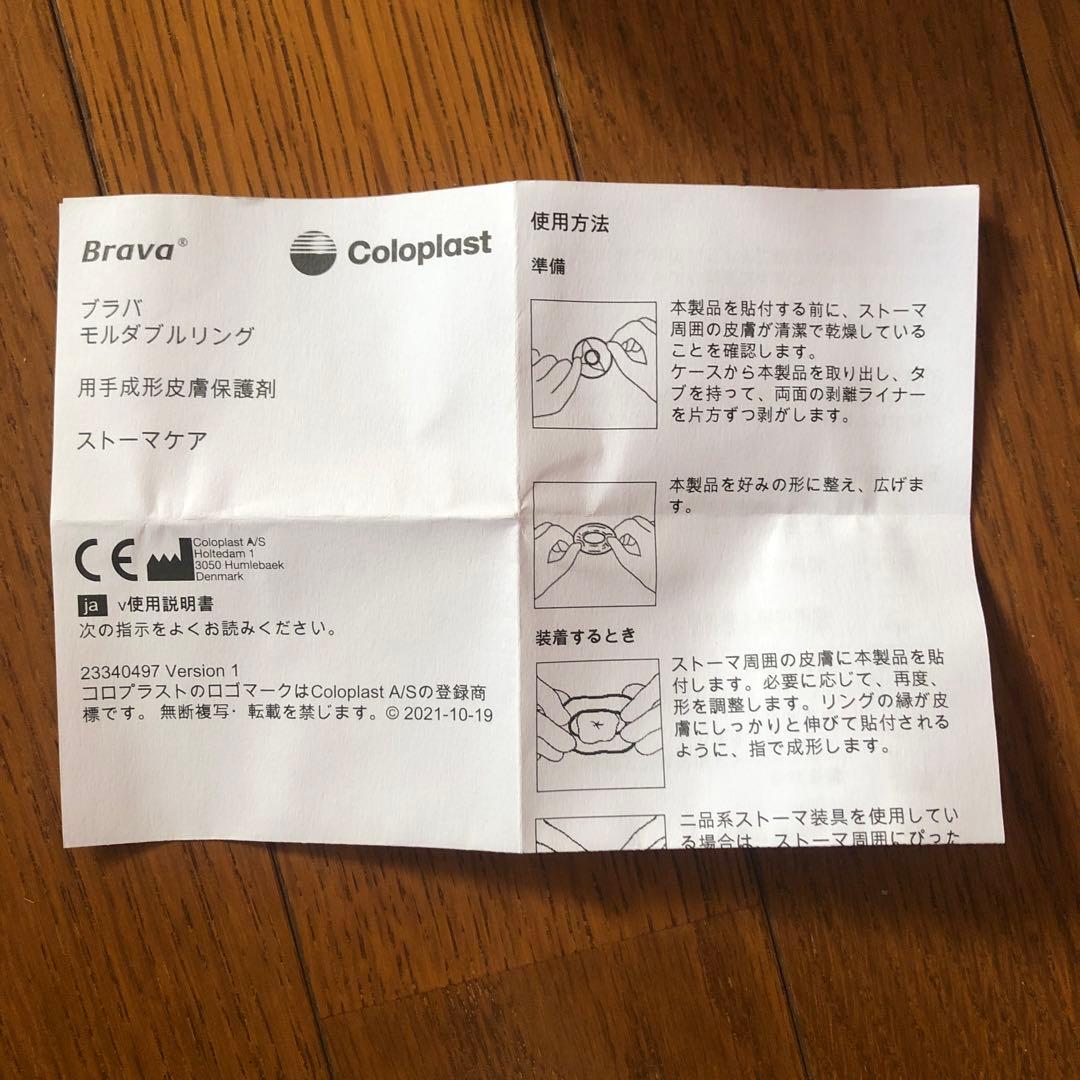 Brava®
Coloplast
ブラバ
モルダブルリング
用手成形皮膚保護剤
ストーマケア
Coloplast A/S
Holtedam 1
3050 Humlebaek
Denmark
ja v使用説明書
次の指示をよくお読みください。
23340497 Version 1
コロプラストのロゴマークはColoplast A/Sの登録商
標です。 無断複写・転載を禁じます。© 2021-10-19
使用方法
準備
本製品を貼付する前に、ストーマ
周囲の皮膚が清潔で乾燥している
ことを確認します。
ケースから本製品を取り出し、タ
ブを持って、両面の剥離ライナー
を片方ずつ剥がします。
本製品を好みの形に整え、広げま
す。
装着するとき
ストーマ周囲の皮膚に本製品を貼
付します。必要に応じて、再度、
形を調整します。リングの縁が皮
膚にしっかりと伸びて貼付される
ように、指で成形します。
二品系ストーマ装具を使用してい
る場合は、ストーマ周囲にぴった